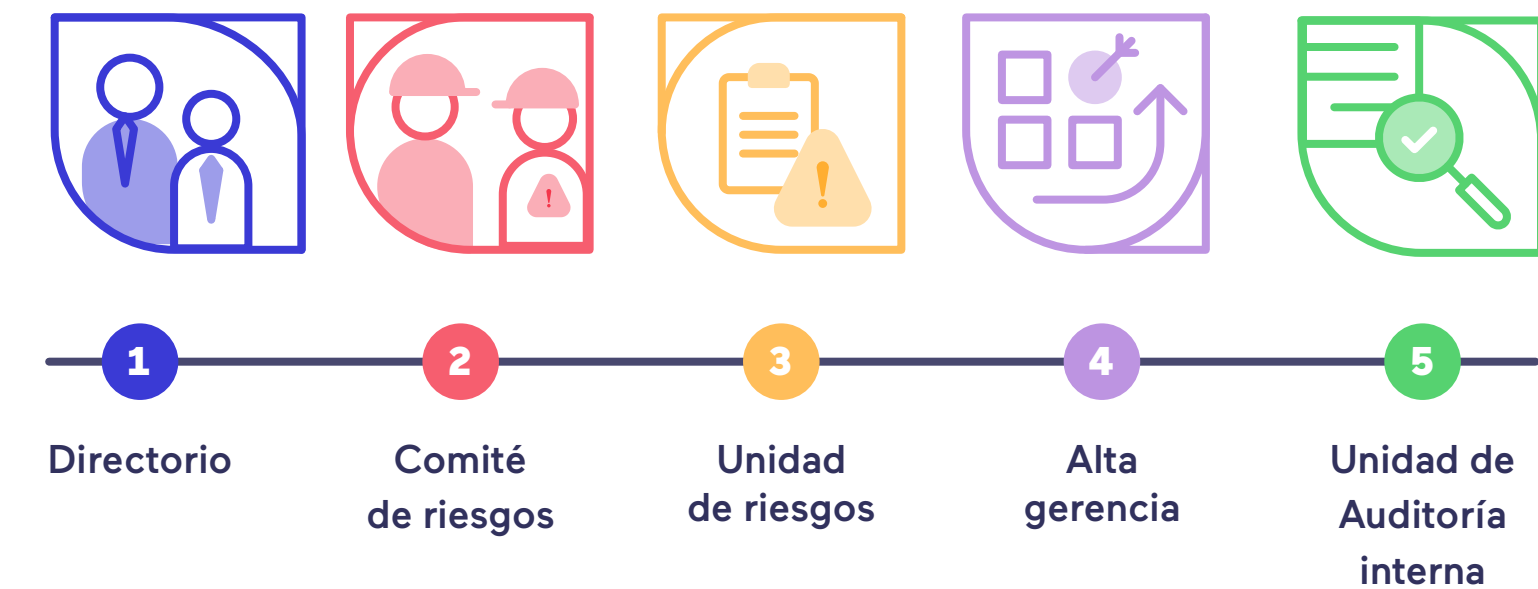 !
!
1
2
3
4
5
Directorio
Comité
de riesgos
Unidad
de riesgos
Alta
gerencia
Unidad de
Auditoría
interna